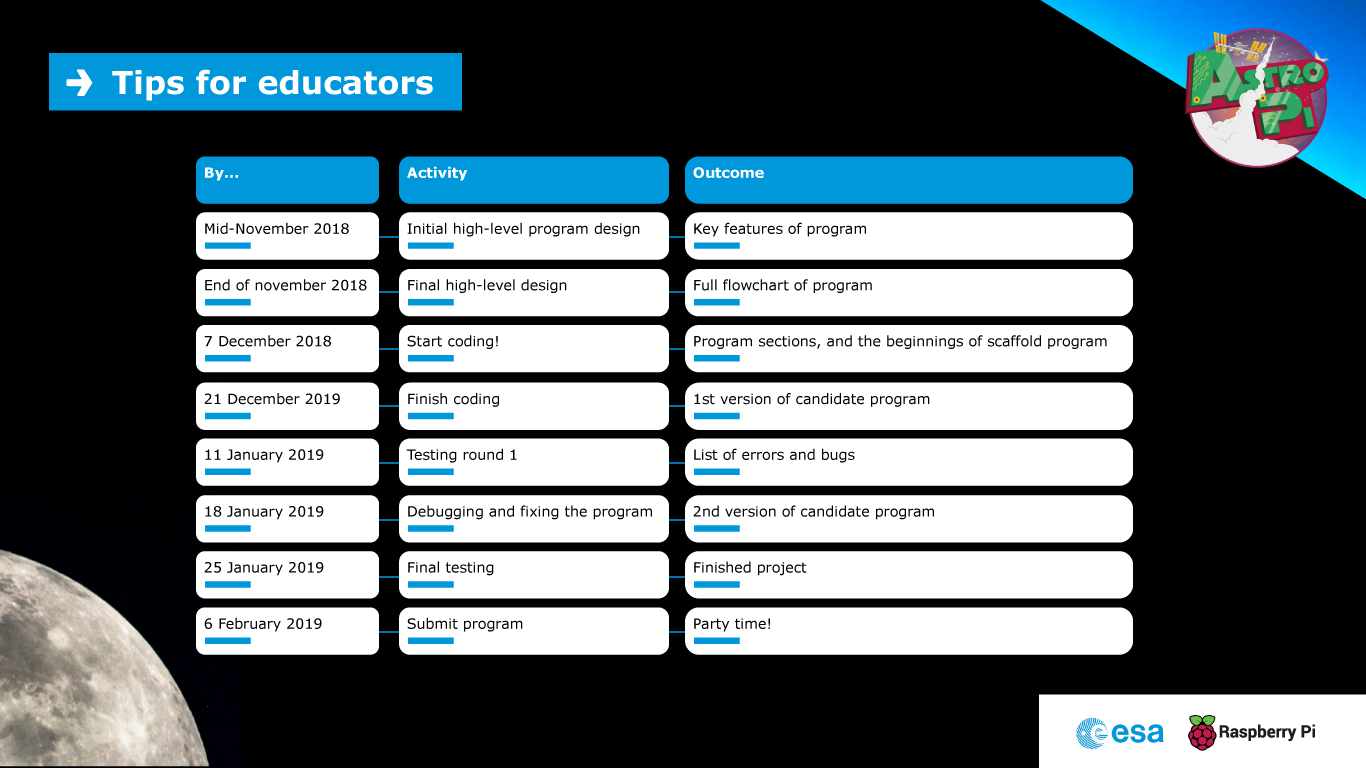 ➔ Tips for educators
ASTRO
Pi
By... Activity Outcome
Mid-November 2018 Initial high-level program design Key features of program
End of november 2018 Final high-level design Full flowchart of program
7 December 2018 Start coding! Program sections, and the beginnings of scaffold program
21 December 2019 Finish coding 1st version of candidate program
11 January 2019 Testing round 1 List of errors and bugs
18 January 2019 Debugging and fixing the program 2nd version of candidate program
25 January 2019 Final testing Finished project
6 February 2019 Submit program Party time!
esa Raspberry Pi